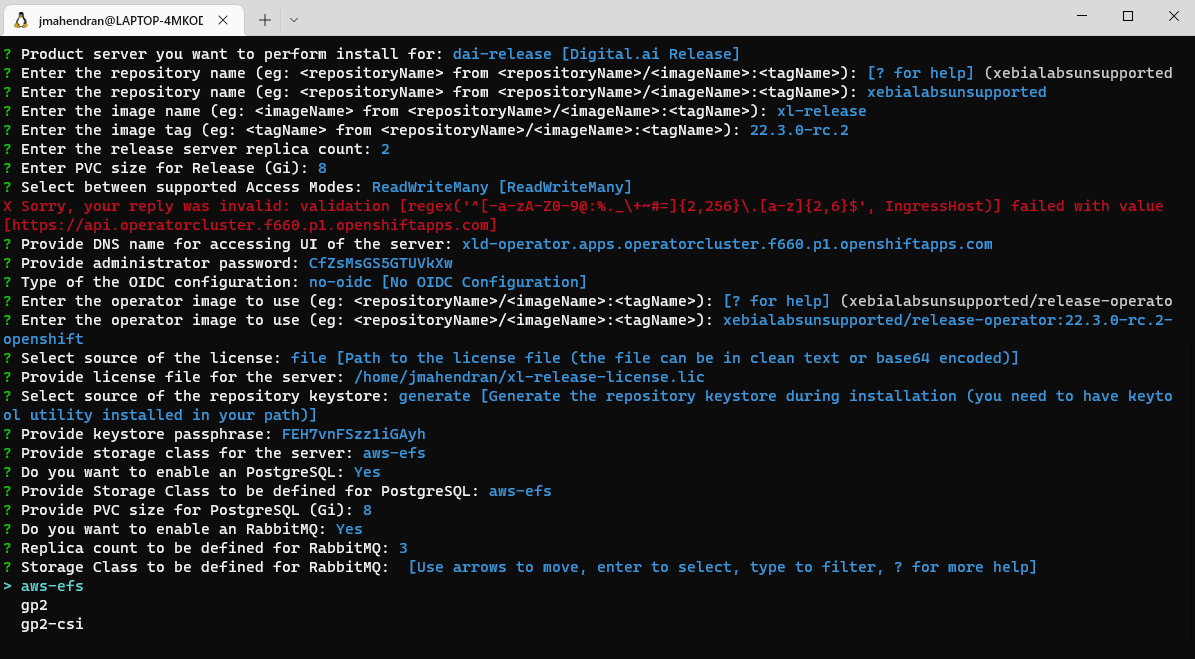 jmahendran@LAPTOP-4MKOD
? Product server you want to perform install for: dai-release [Digital.ai Release]
? Enter the repository name (eg: <repositoryName> from <repositoryName>/<imageName>:<tagName>): [? for help] (xebialabsunsupported
? Enter the repository name (eg: <repositoryName> from <repositoryName>/<imageName>:<tagName>): xebialabsunsupported
? Enter the image name (eg: <imageName> from <repositoryName>/<imageName>:<tagName>): xl-release
? Enter the image tag (eg: <tagName> from <repositoryName>/<imageName>:<tagName>): 22.3.0-rc.2
? Enter the release server replica count: 2
? Enter PVC size for Release (Gi): 8
? Select between supported Access Modes: ReadWriteMany [ReadWriteMany]
X Sorry, your reply was invalid: validation [regex('^[-a-zA-Z0-9@:%._\+~#=]{2,256}\.[a-z]{2,6}$', IngressHost)] failed with value
[https://api.operatorcluster.f660.p1.openshiftapps.com]
? Provide DNS name for accessing UI of the server: xld-operator.apps.operatorcluster.f660.p1.openshiftapps.com
? Provide administrator password: CfZsMsGS5GTUVkXw
? Type of the OIDC configuration: no-oidc [No OIDC Configuration]
? Enter the operator image to use (eg: <repositoryName>/<imageName>:<tagName>): [? for help] (xebialabsunsupported/release-operato
? Enter the operator image to use (eg: <repositoryName>/<imageName>:<tagName>): xebialabsunsupported/release-operator:22.3.0-rc.2-
openshift
? Select source of the license: file [Path to the license file (the file can be in clean text or base64 encoded)]
? Provide license file for the server: /home/jmahendran/xl-release-license.lic
? Select source of the repository keystore: generate [Generate the repository keystore during installation (you need to have keyto
ol utility installed in your path)]
? Provide keystore passphrase: FEH7vnFSzz1iGAyh
? Provide storage class for the server: aws-efs
? Do you want to enable an PostgreSQL: Yes
? Provide Storage Class to be defined for PostgreSQL: aws-efs
? Provide PVC size for PostgreSQL (Gi): 8
? Do you want to enable an RabbitMQ: Yes
? Replica count to be defined for RabbitMQ: 3
? Storage Class to be defined for RabbitMQ:  [Use arrows to move, enter to select, type to filter, ? for more help]
> aws-efs
  gp2
  gp2-csi